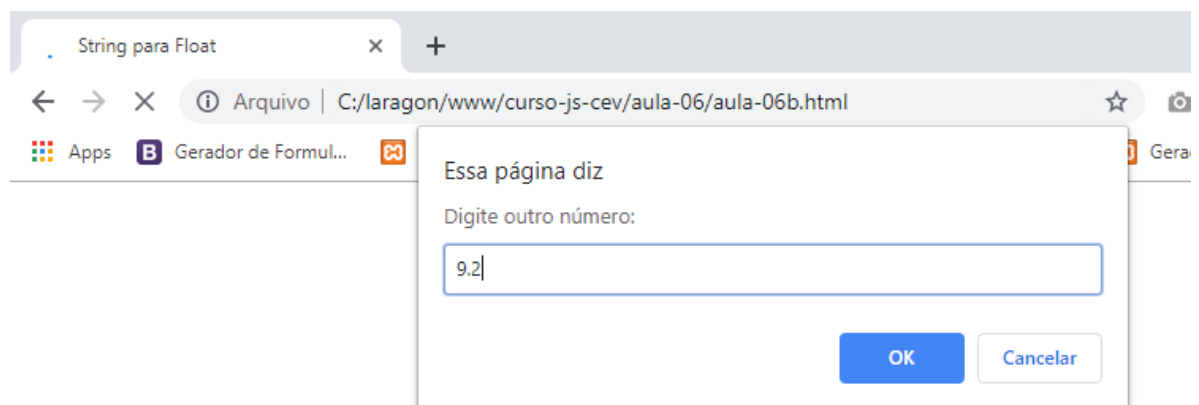 String para Float
Arquivo C:/laragon/www/curso-js-cev/aula-06/aula-06b.html
Apps B Gerador de Formul... Gera
Essa página diz
Digite outro número:
9.2
OK Cancelar